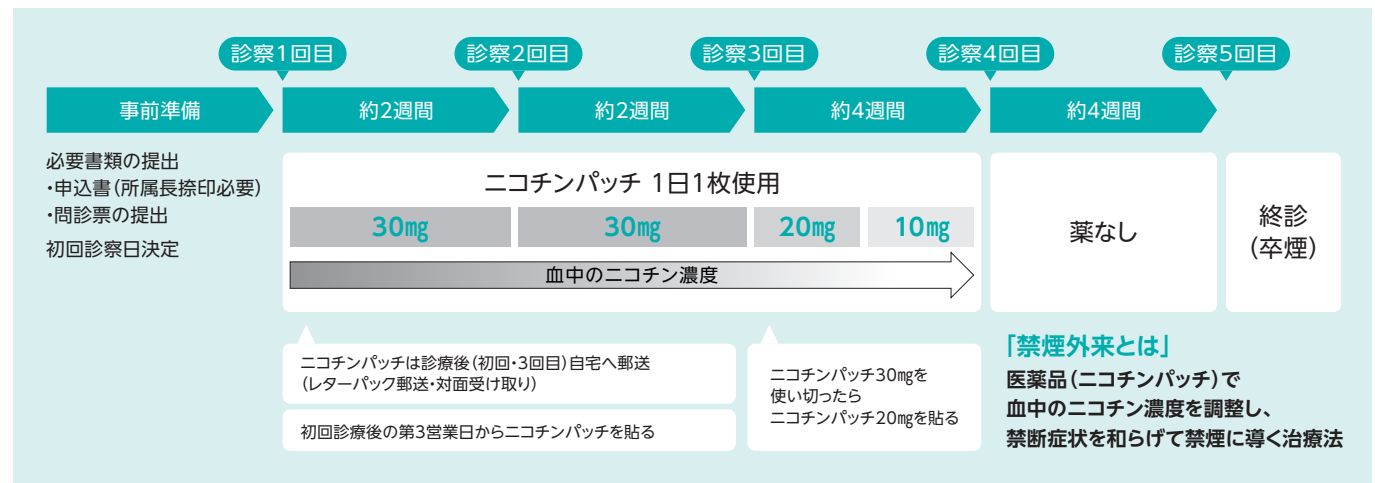 診察1回目
診察2回目
診察3回目
診察4回目
診察5回目
事前準備
約2週間
約2週間
約4週間
約4週間
必要書類の提出
・申込書(所属長捺印必要)
・問診票の提出
初回診察日決定
ニコチンパッチ 1日1枚使用
30㎎
30㎎
20㎎
10㎎
血中のニコチン濃度
薬なし
終診
(卒煙)
ニコチンパッチは診療後(初回・3回目)自宅へ郵送
(レターパック郵送・対面受け取り)
初回診療後の第3営業日からニコチンパッチを貼る
ニコチンパッチ30㎎を
使い切ったら
ニコチンパッチ20㎎を貼る
「禁煙外来とは」
医薬品(ニコチンパッチ)で
血中のニコチン濃度を調整し、
禁断症状を和らげて禁煙に導く治療法